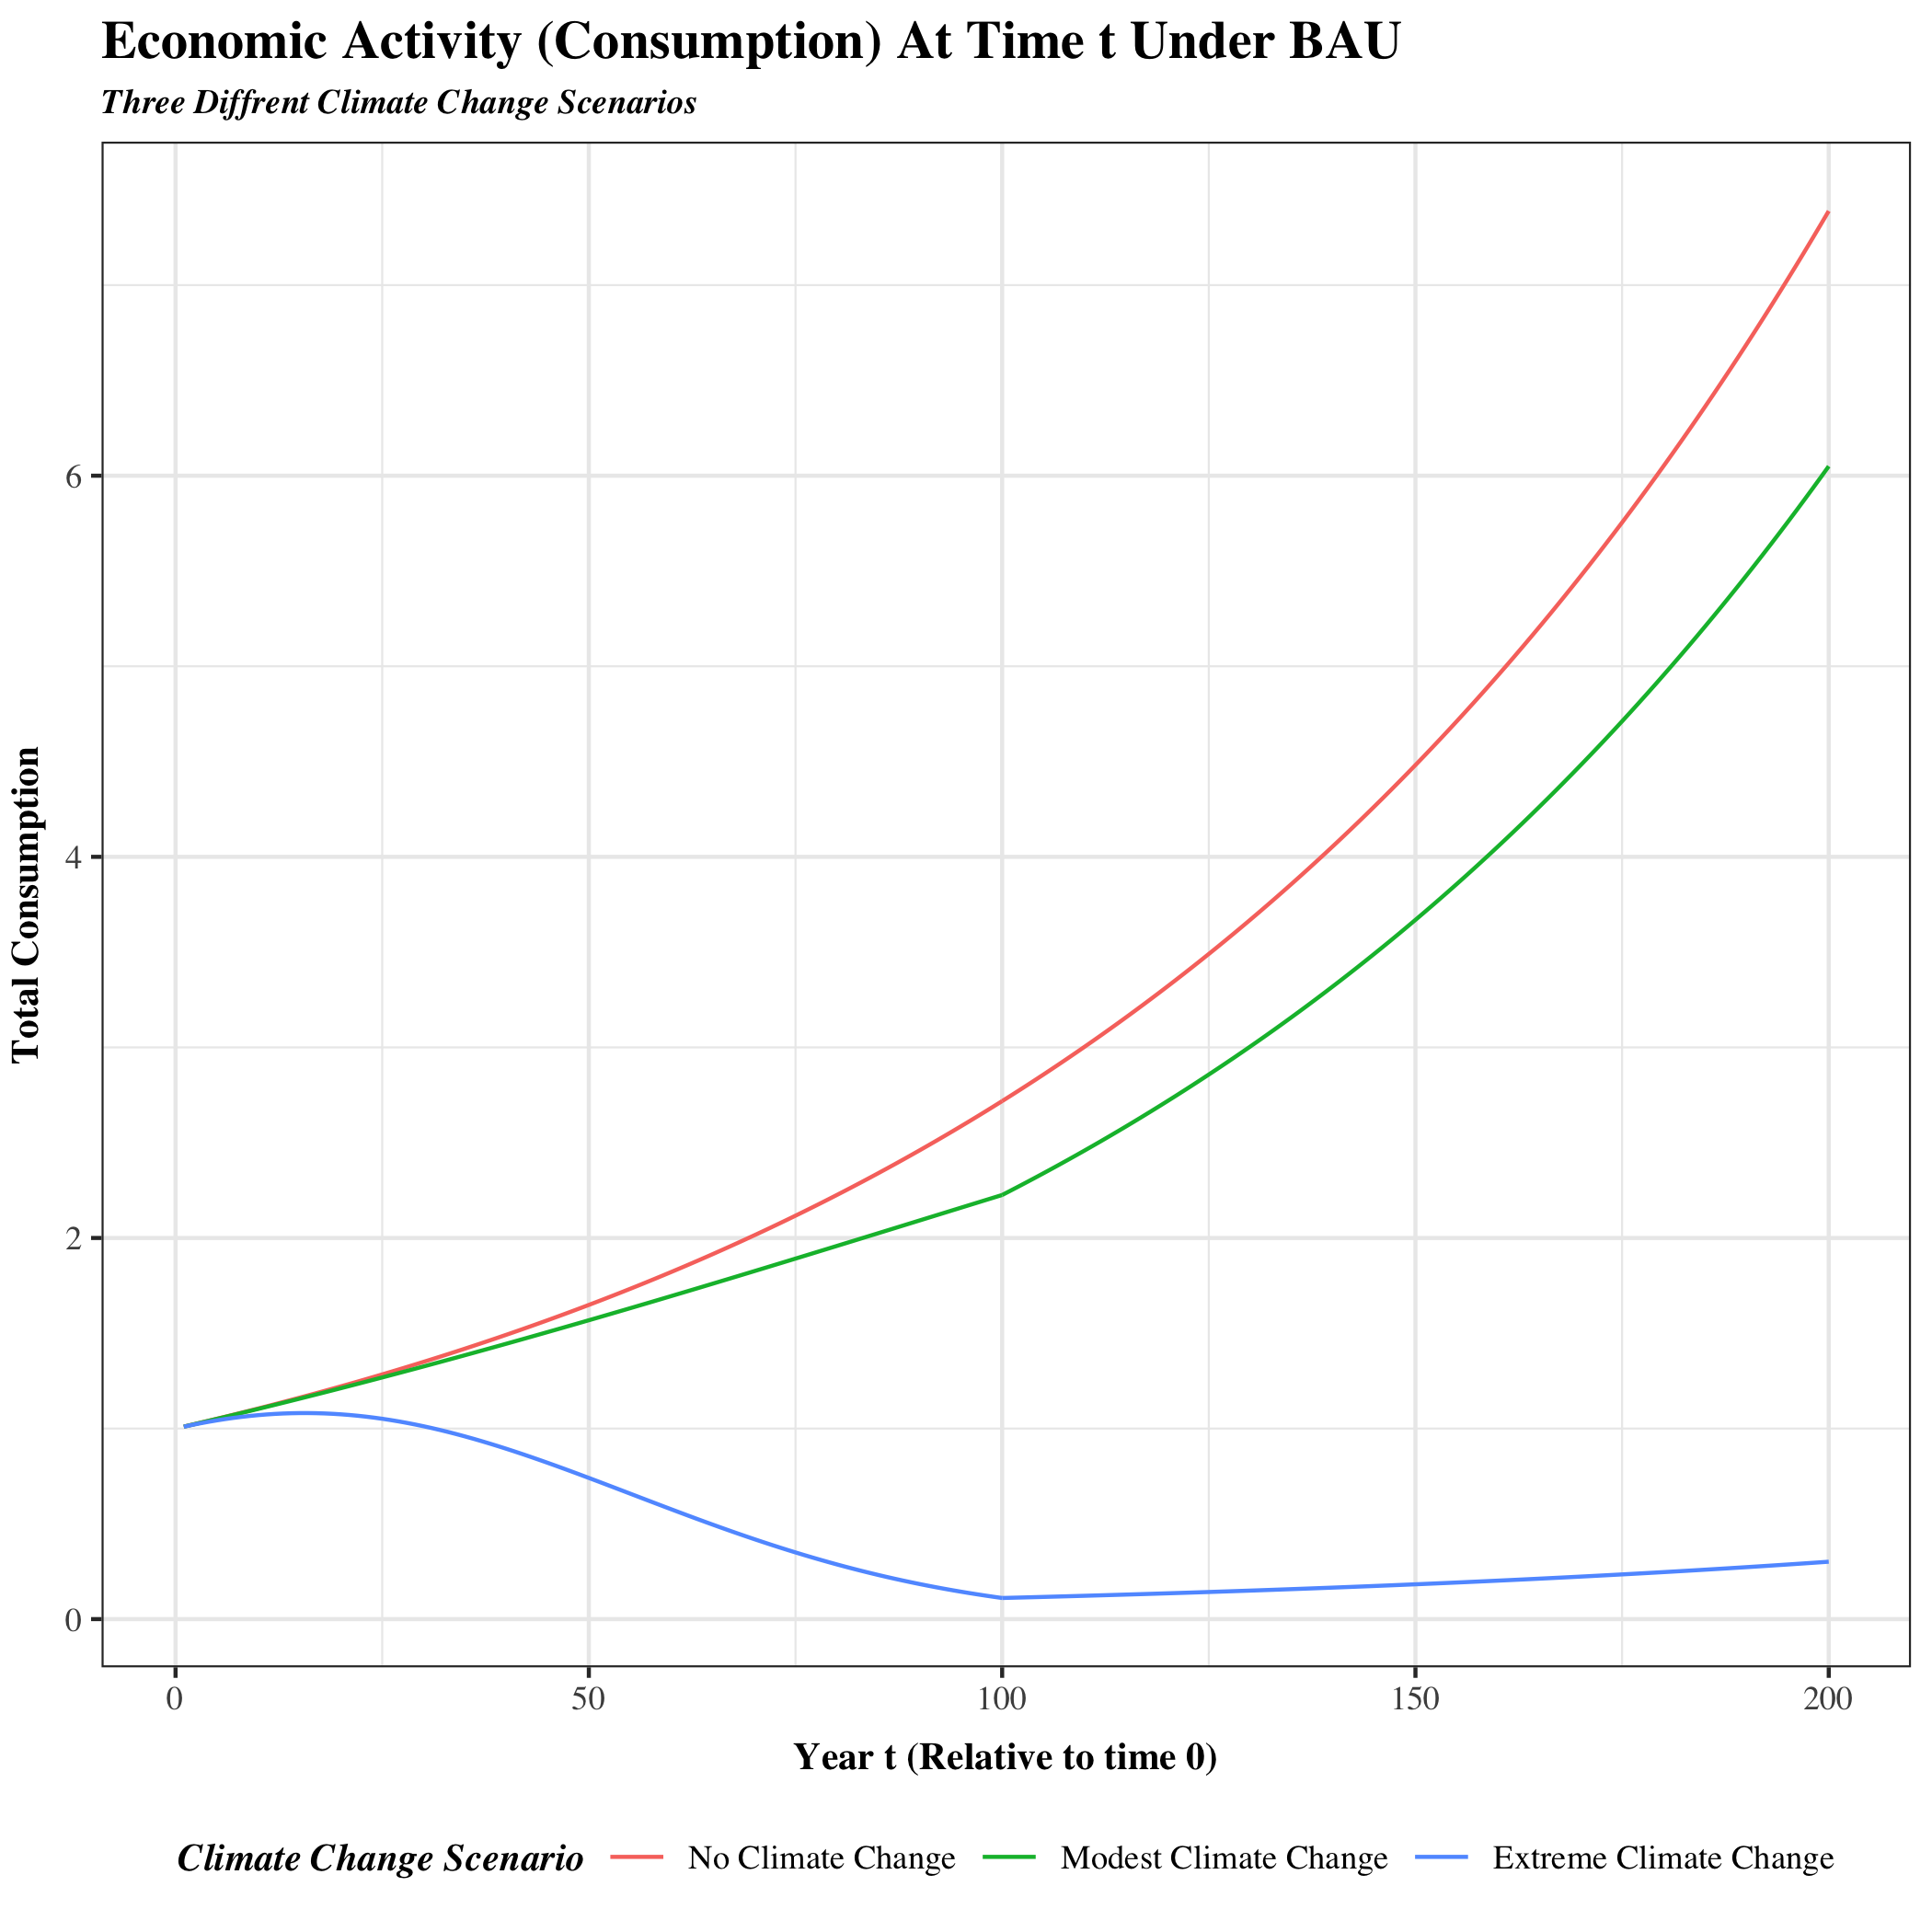 Economic Activity (Consumption) At Time t Under BAU
Three Diffrent Climate Change Scenarios
Total Consumption
6
4
2
0
0 50 100 150 200
Year t (Relative to time 0)
Climate Change Scenario No Climate Change Modest Climate Change Extreme Climate Change